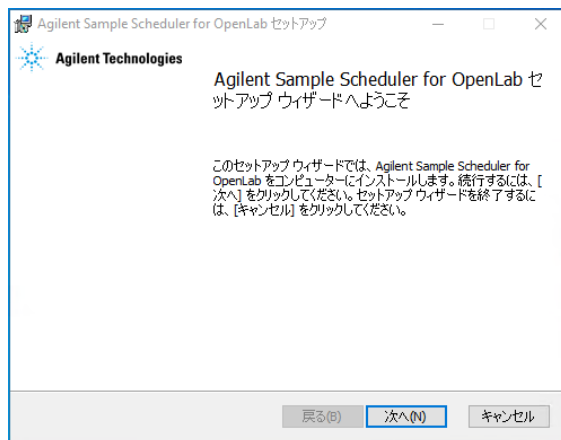 Agilent Sample Scheduler for OpenLab セットアップ
Agilent Technologies
Agilent Sample Scheduler for OpenLab セ
ットアップ ウィザードへようこそ
このセットアップ ウィザードでは、Agilent Sample Scheduler for
OpenLab をコンピューターにインストールします。続行するには、[
次へ] をクリックしてください。セットアップ ウィザードを終了するに
は、[キャンセル] をクリックしてください。
戻る(B)
次へ(N)
キャンセル